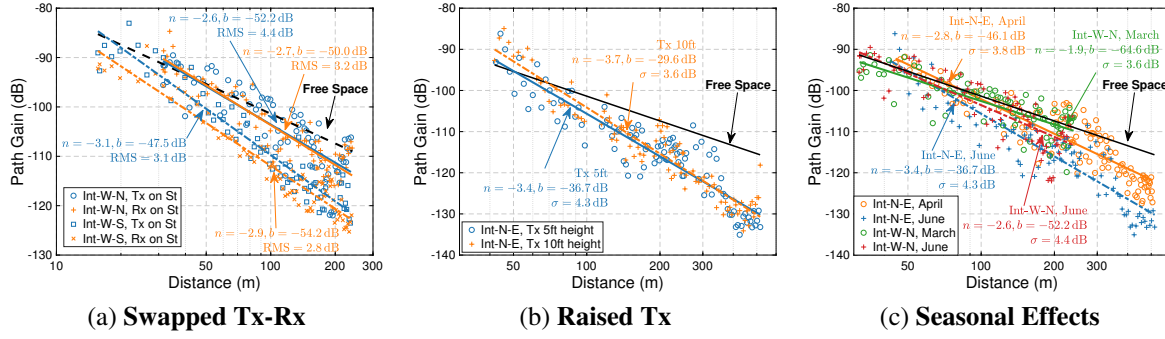 n = −2.6, b = −52.2 dB
RMS = 4.4 dB
n = −2.7, b = −50.0 dB
RMS = 3.2 dB
Free Space
n = −3.1, b = −47.5 dB
RMS = 3.1 dB
n = −2.9, b = −54.2 dB
RMS = 2.8 dB
Int-W-N, Tx on St
Int-W-N, Rx on St
Int-W-S, Tx on St
Int-W-S, Rx on St
Path Gain (dB)
-80
-90
-100
-110
-120
-130
10
50
100
200
300
Distance (m)
(a) Swapped Tx-Rx
Tx 10ft
n = −3.7, b = −29.6 dB
σ = 3.6 dB
Free Space
Tx 5ft
n = −3.4, b = −36.7 dB
σ = 4.3 dB
Int-N-E, Tx 5ft height
Int-N-E, Tx 10ft height
Path Gain (dB)
-80
-90
-100
-110
-120
-130
-140
50
100
200
300
Distance (m)
(b) Raised Tx
Int-N-E, April
n = −2.8, b = −46.1 dB
σ = 3.8 dB
Int-W-N, March
n = −1.9, b = −64.6 dB
σ = 3.6 dB
Free Space
Int-N-E, June
n = −3.4, b = −36.7 dB
σ = 4.3 dB
Int-W-N, June
n = −2.6, b = −52.2 dB
σ = 4.4 dB
Int-N-E, April
Int-N-E, June
Int-W-N, March
Int-W-N, June
Path Gain (dB)
-80
-90
-100
-110
-120
-130
-140
50
100
200
300
Distance (m)
(c) Seasonal Effects